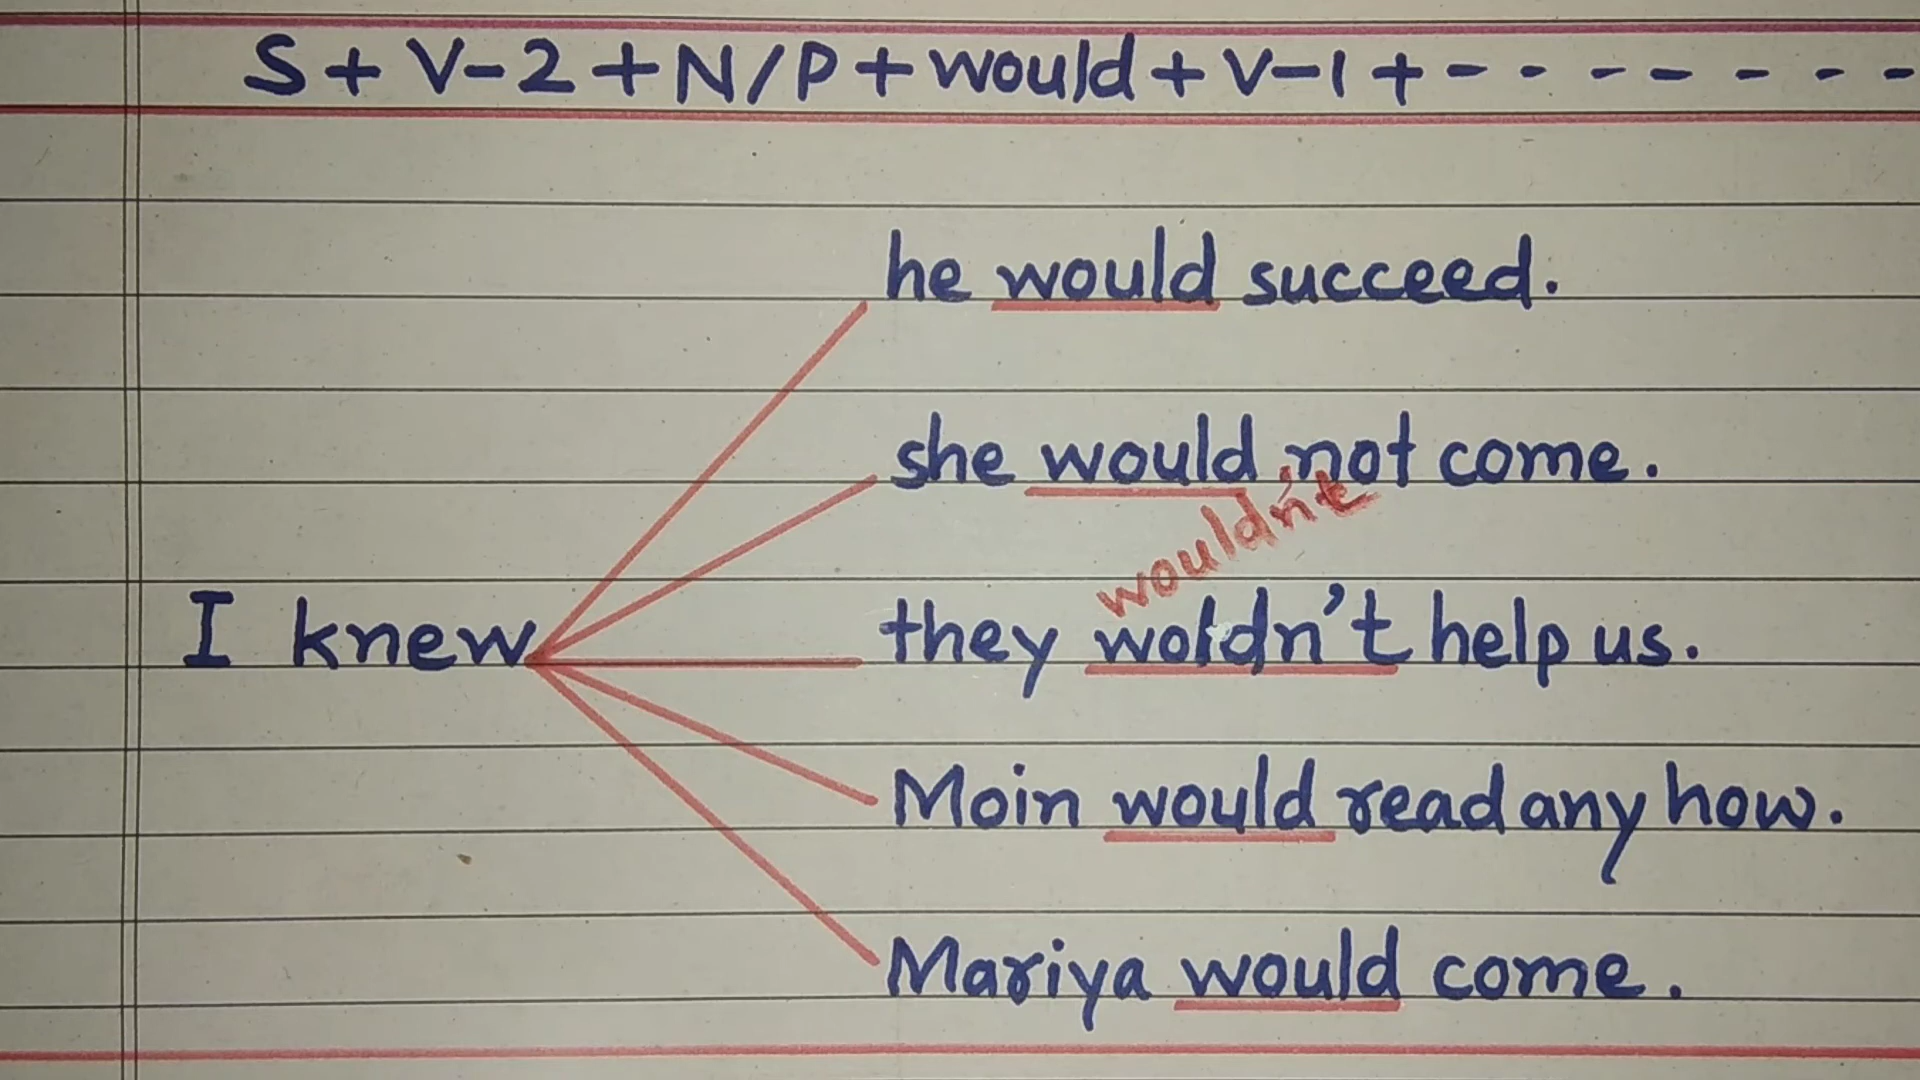 S + V-2 + N/P + would + V-1 + - - - - - - - -
he would succeed.
she would not come.
wouldn't
I knew they woldn't help us.
Moin would read any how.
Mariya would come.